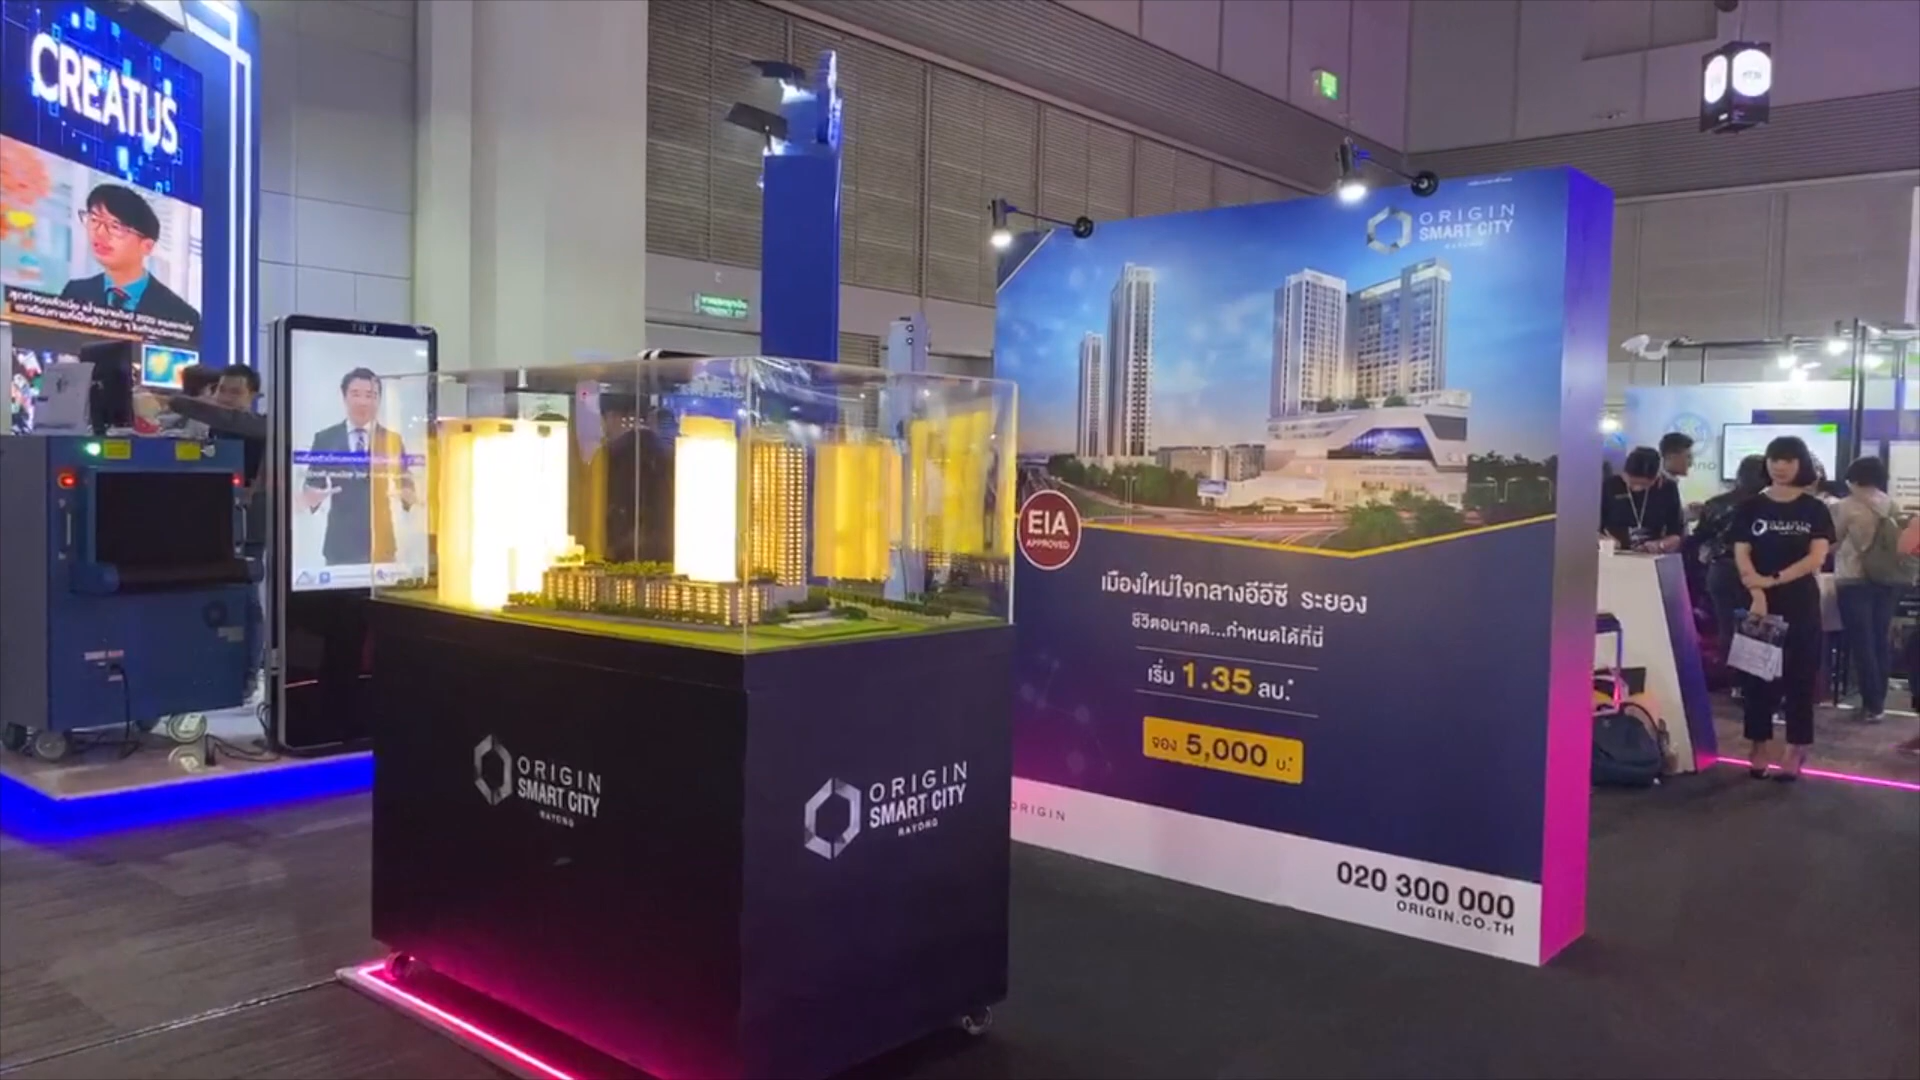 CREATUS
ORIGIN
SMART CITY
RAYONG
EIA
APPROVED
เมืองใหม่ใจกลางอีอีซี ระยอง
ชีวิตอนาคต...กำหนดได้ที่นี่
เริ่ม 1.35 ลบ.*
จอง 5,000 บ.*
ORIGIN
020 300 000
ORIGIN.CO.TH
ORIGIN
SMART CITY
RAYONG
ORIGIN
SMART CITY
RAYONG
ORIGIN
SMART CITY